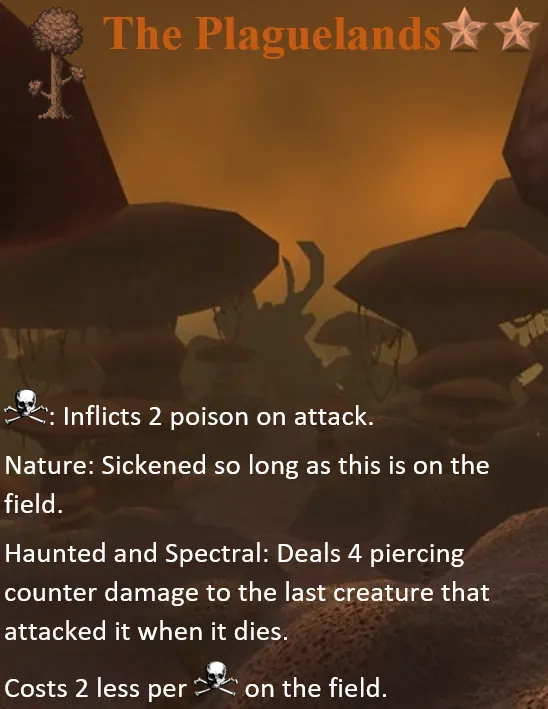 The Plaguelands
: Inflicts 2 poison on attack.
Nature: Sickened so long as this is on the
field.
Haunted and Spectral: Deals 4 piercing
counter damage to the last creature that
attacked it when it dies.
Costs 2 less per on the field.